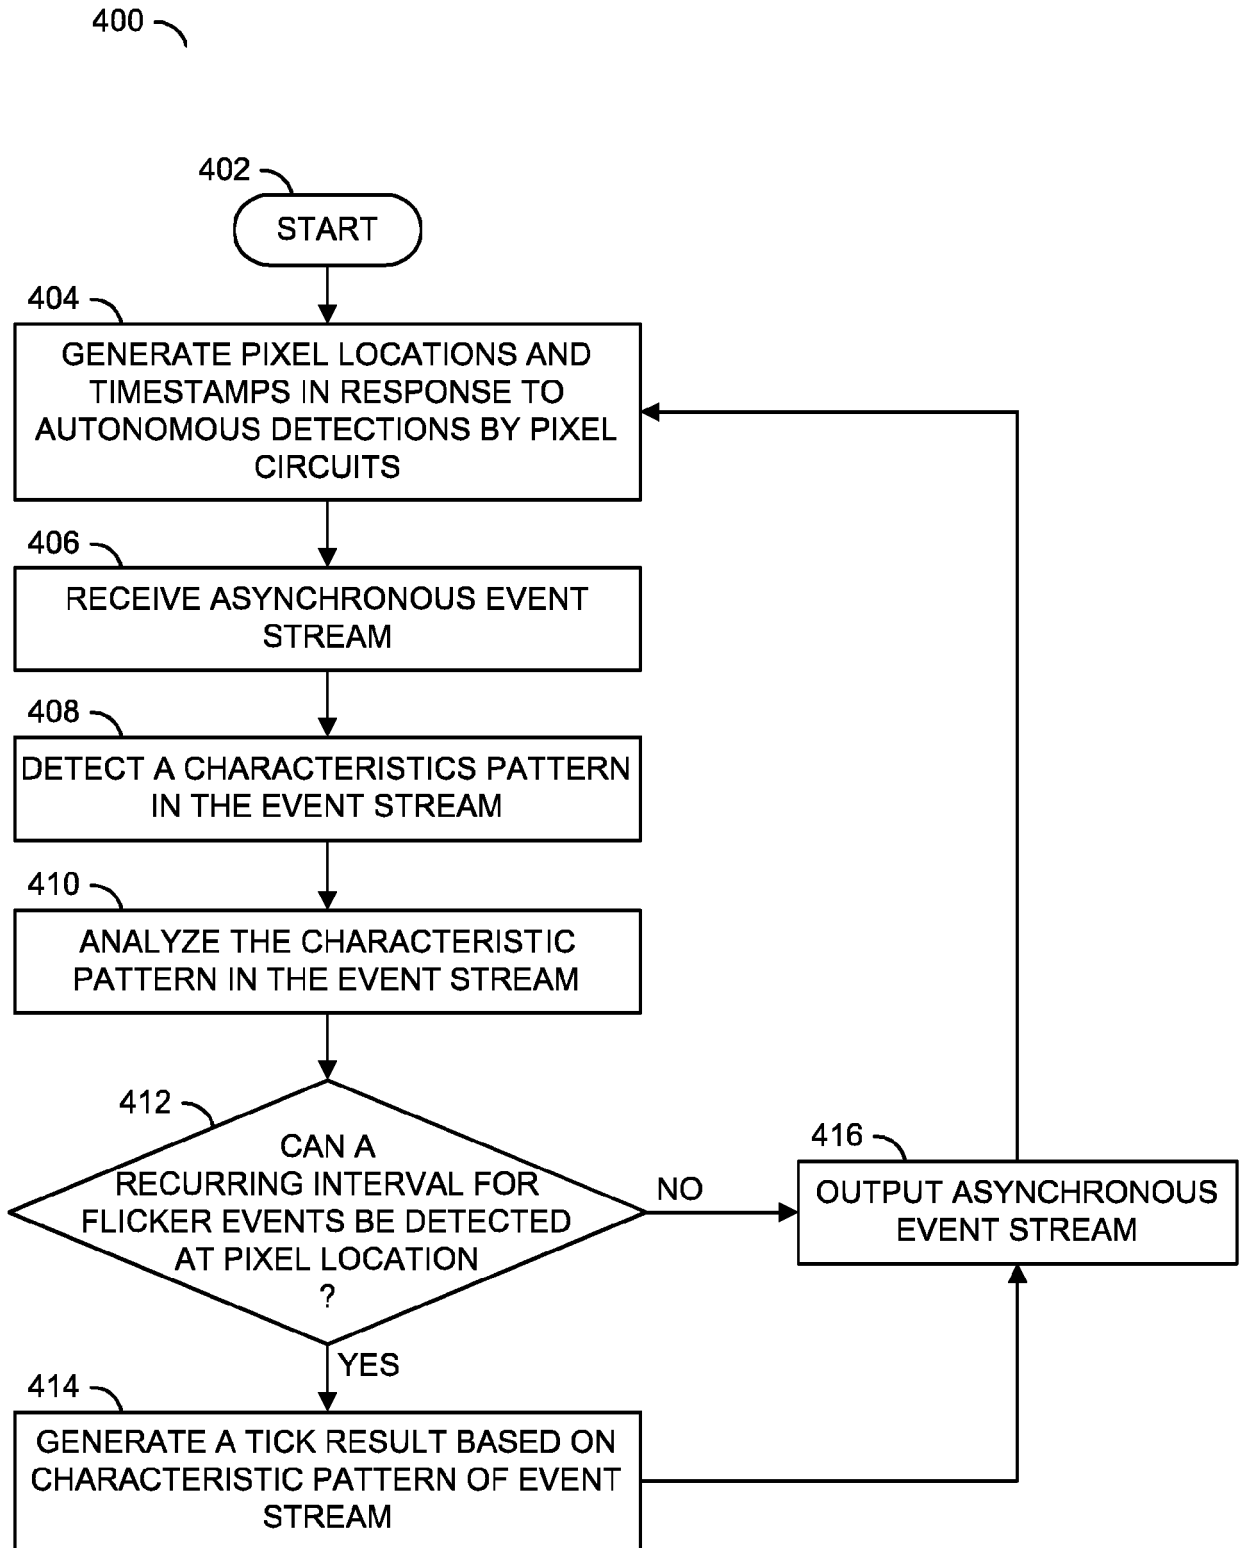 400
402
START
404
GENERATE PIXEL LOCATIONS AND
TIMESTAMPS IN RESPONSE TO
AUTONOMOUS DETECTIONS BY PIXEL
CIRCUITS
406
RECEIVE ASYNCHRONOUS EVENT
STREAM
408
DETECT A CHARACTERISTICS PATTERN
IN THE EVENT STREAM
410
ANALYZE THE CHARACTERISTIC
PATTERN IN THE EVENT STREAM
412
CAN A
RECURRING INTERVAL FOR
FLICKER EVENTS BE DETECTED
AT PIXEL LOCATION
?
NO
416
OUTPUT ASYNCHRONOUS
EVENT STREAM
YES
414
GENERATE A TICK RESULT BASED ON
CHARACTERISTIC PATTERN OF EVENT
STREAM